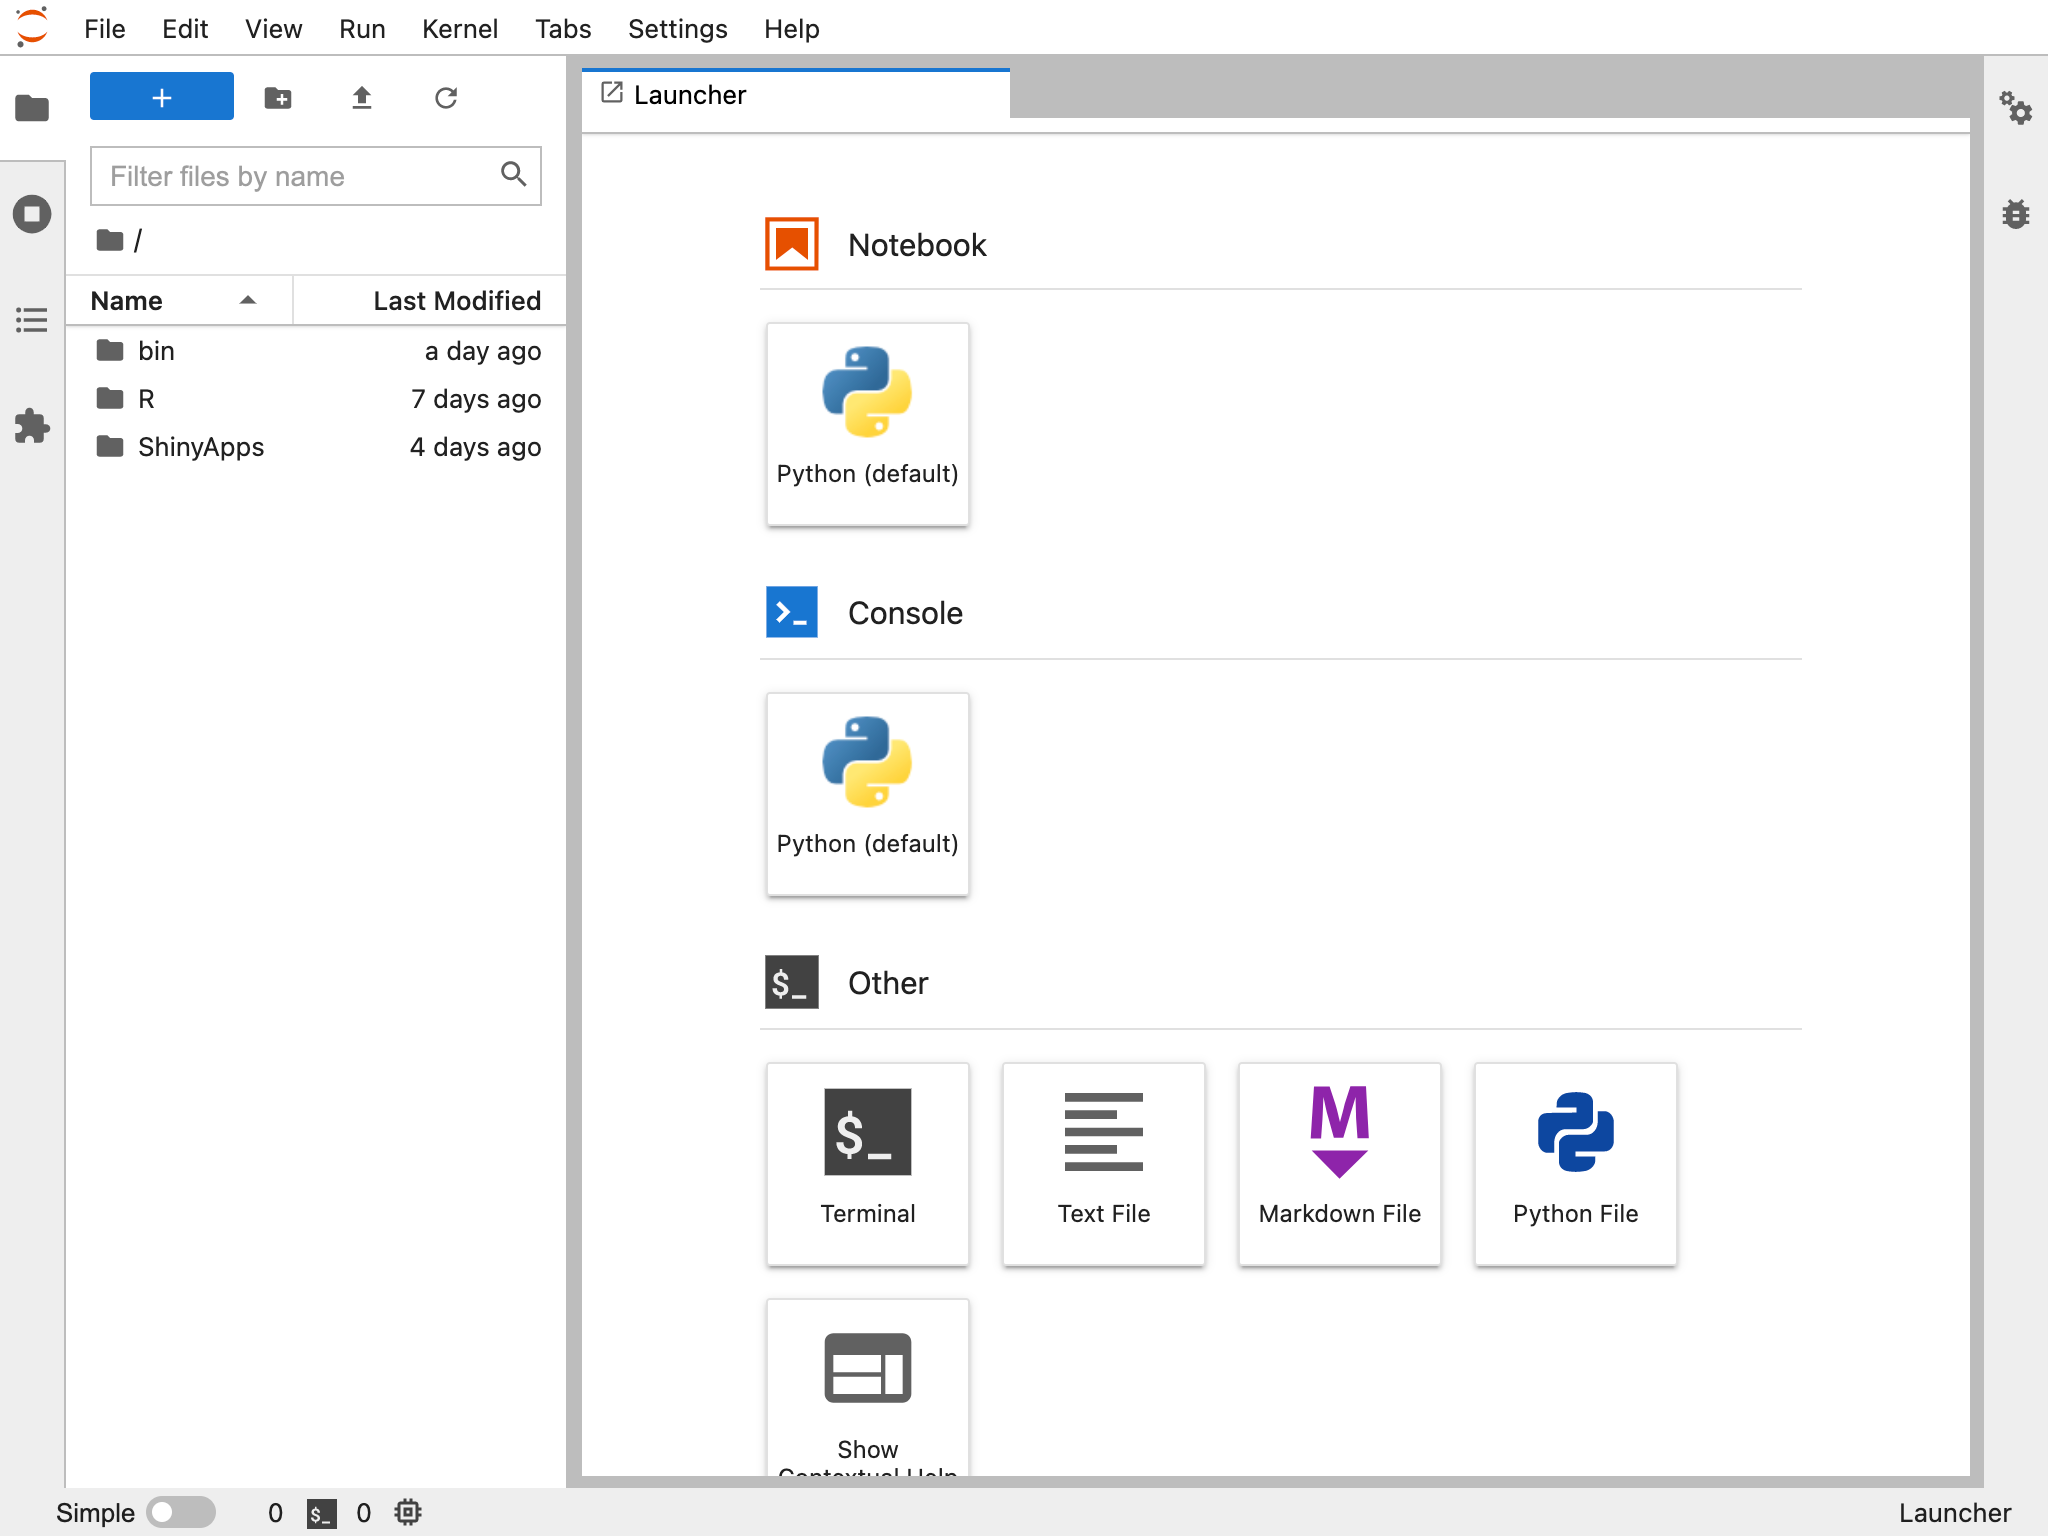 File Edit View Run Kernel Tabs Settings Help
Launcher
Filter files by name
/
Name Last Modified
bin a day ago
R 7 days ago
ShinyApps 4 days ago
Notebook
Python (default)
Console
Python (default)
$_ Other
$_
Terminal Text File Markdown File Python File
Show
Contextual Help
Simple 0 $_ 0 Launcher